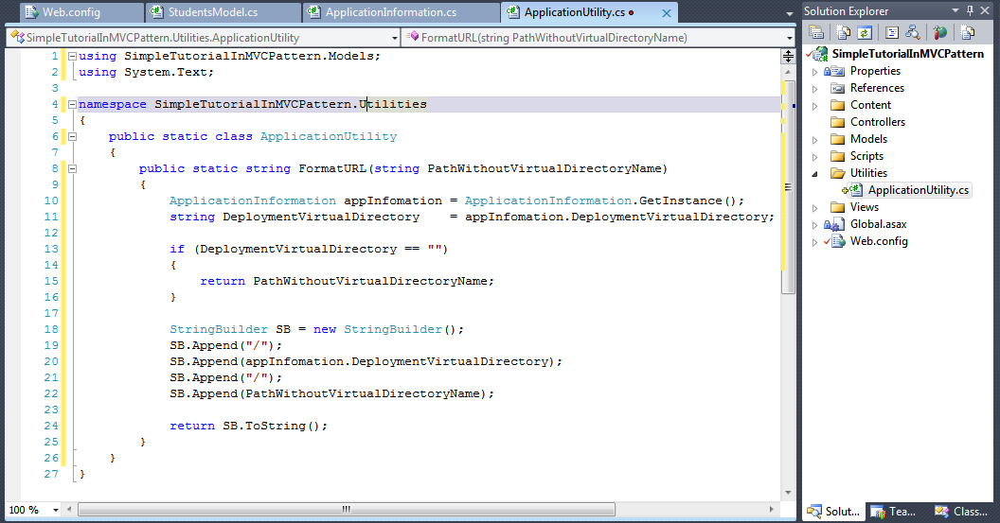 Web.config StudentsModel.cs ApplicationInformation.cs ApplicationUtility.cs
SimpleTutorialInMVCPattern.Utilities.ApplicationUtility FormatURL(string PathWithoutVirtualDirectoryName)
1 using SimpleTutorialInMVCPattern.Models;
2 using System.Text;
3
4 namespace SimpleTutorialInMVCPattern.Utilities
5 {
6 public static class ApplicationUtility
7 {
8 public static string FormatURL(string PathWithoutVirtualDirectoryName)
9 {
10 ApplicationInformation appInfomation = ApplicationInformation.GetInstance();
11 string DeploymentVirtualDirectory = appInfomation.DeploymentVirtualDirectory;
12
13 if (DeploymentVirtualDirectory == "")
14 {
15 return PathWithoutVirtualDirectoryName;
16 }
17
18 StringBuilder SB = new StringBuilder();
19 SB.Append("/");
20 SB.Append(appInfomation.DeploymentVirtualDirectory);
21 SB.Append("/");
22 SB.Append(PathWithoutVirtualDirectoryName);
23
24 return SB.ToString();
25 }
26 }
27 }
100 %
Solution Explorer
SimpleTutorialInMVCPattern
Properties
References
Content
Controllers
Models
Scripts
Utilities
ApplicationUtility.cs
Views
Global.asax
Web.config
Solut... Tea... Class...